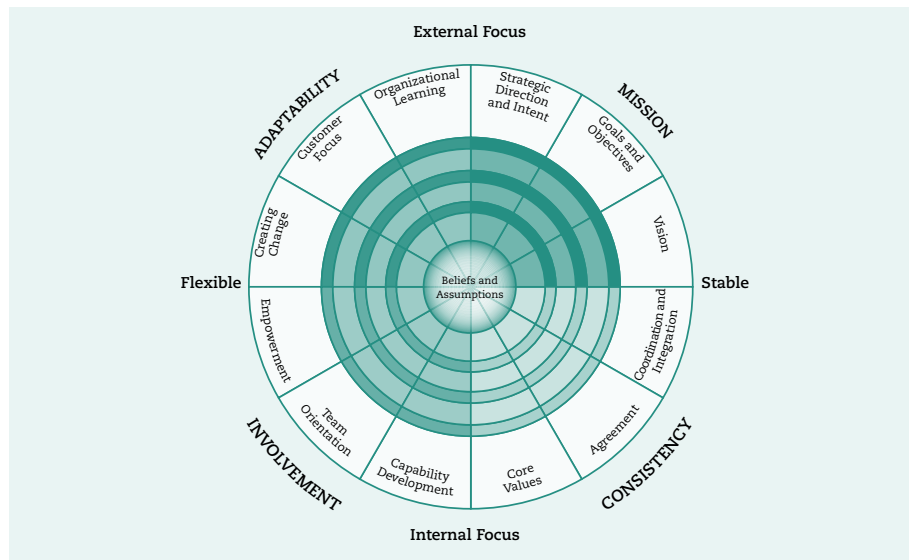 External Focus
ADAPTABILITY
MISSION
Organizational
Learning
Strategic
Direction
and Intent
Customer
Focus
Goals and
Objectives
Creating
Change
Vision
Flexible
Beliefs and
Assumptions
Stable
Empowerment
Coordination and
Integration
Team
Orientation
Agreement
Capability
Development
Core
Values
INVOLVEMENT
CONSISTENCY
Internal Focus